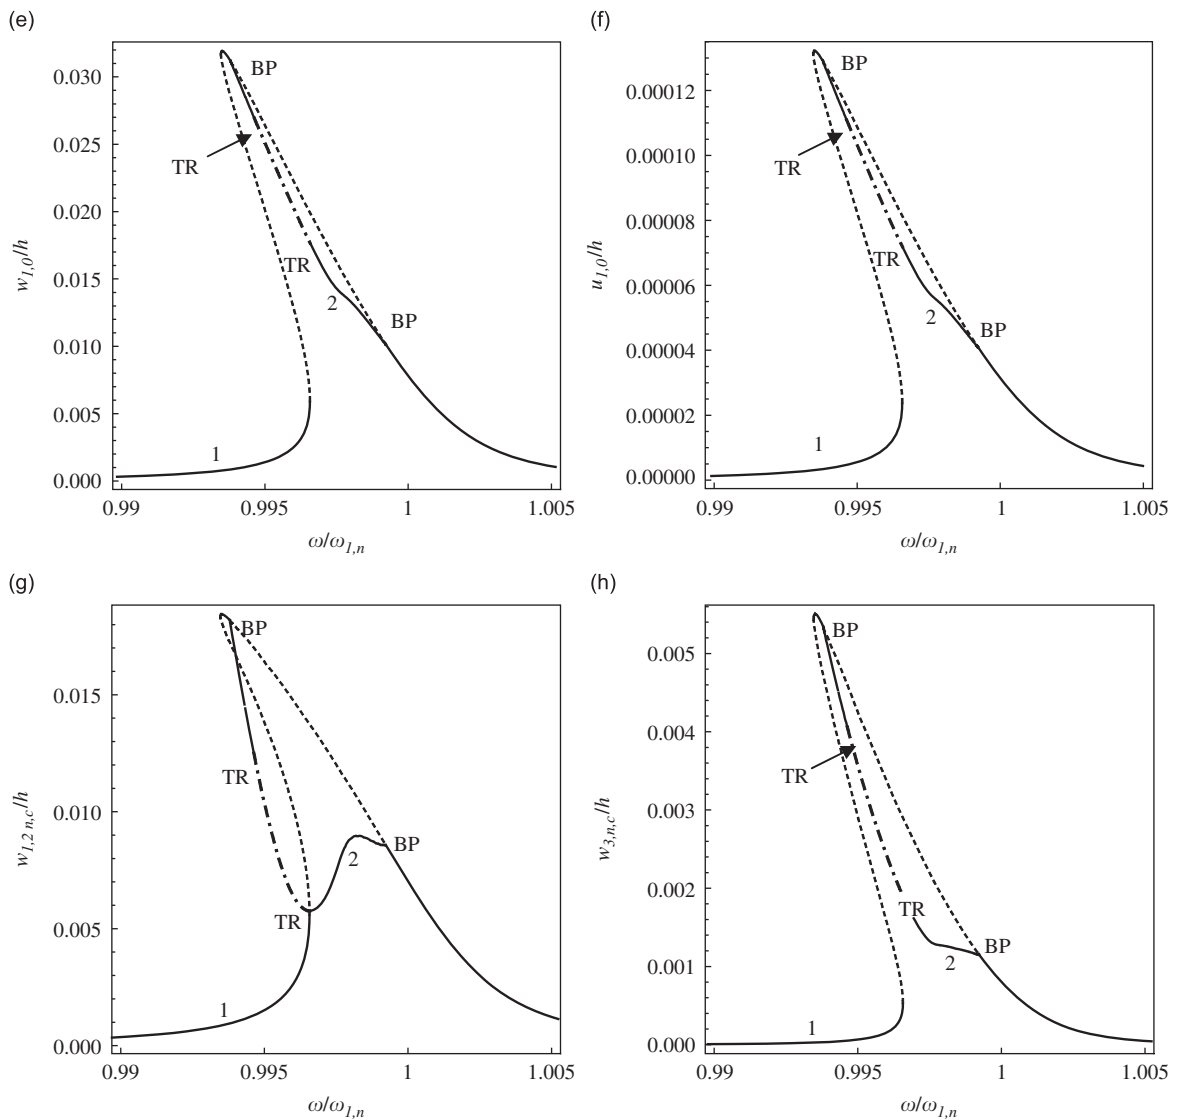 (e)
BP
TR
TR
2
BP
1
0.030
0.025
0.020
0.015
0.010
0.005
0.000
w1,0/h
0.99
0.995
1
1.005
ω/ω1,n
(f)
BP
TR
TR
2
BP
1
0.00012
0.00010
0.00008
0.00006
0.00004
0.00002
0.00000
u1,0/h
0.99
0.995
1
1.005
ω/ω1,n
(g)
BP
TR
TR
2
BP
1
0.015
0.010
0.005
0.000
w1,2 n,c/h
0.99
0.995
1
1.005
ω/ω1,n
(h)
BP
TR
TR
2
BP
1
0.005
0.004
0.003
0.002
0.001
0.000
w3,n,c/h
0.99
0.995
1
1.005
ω/ω1,n